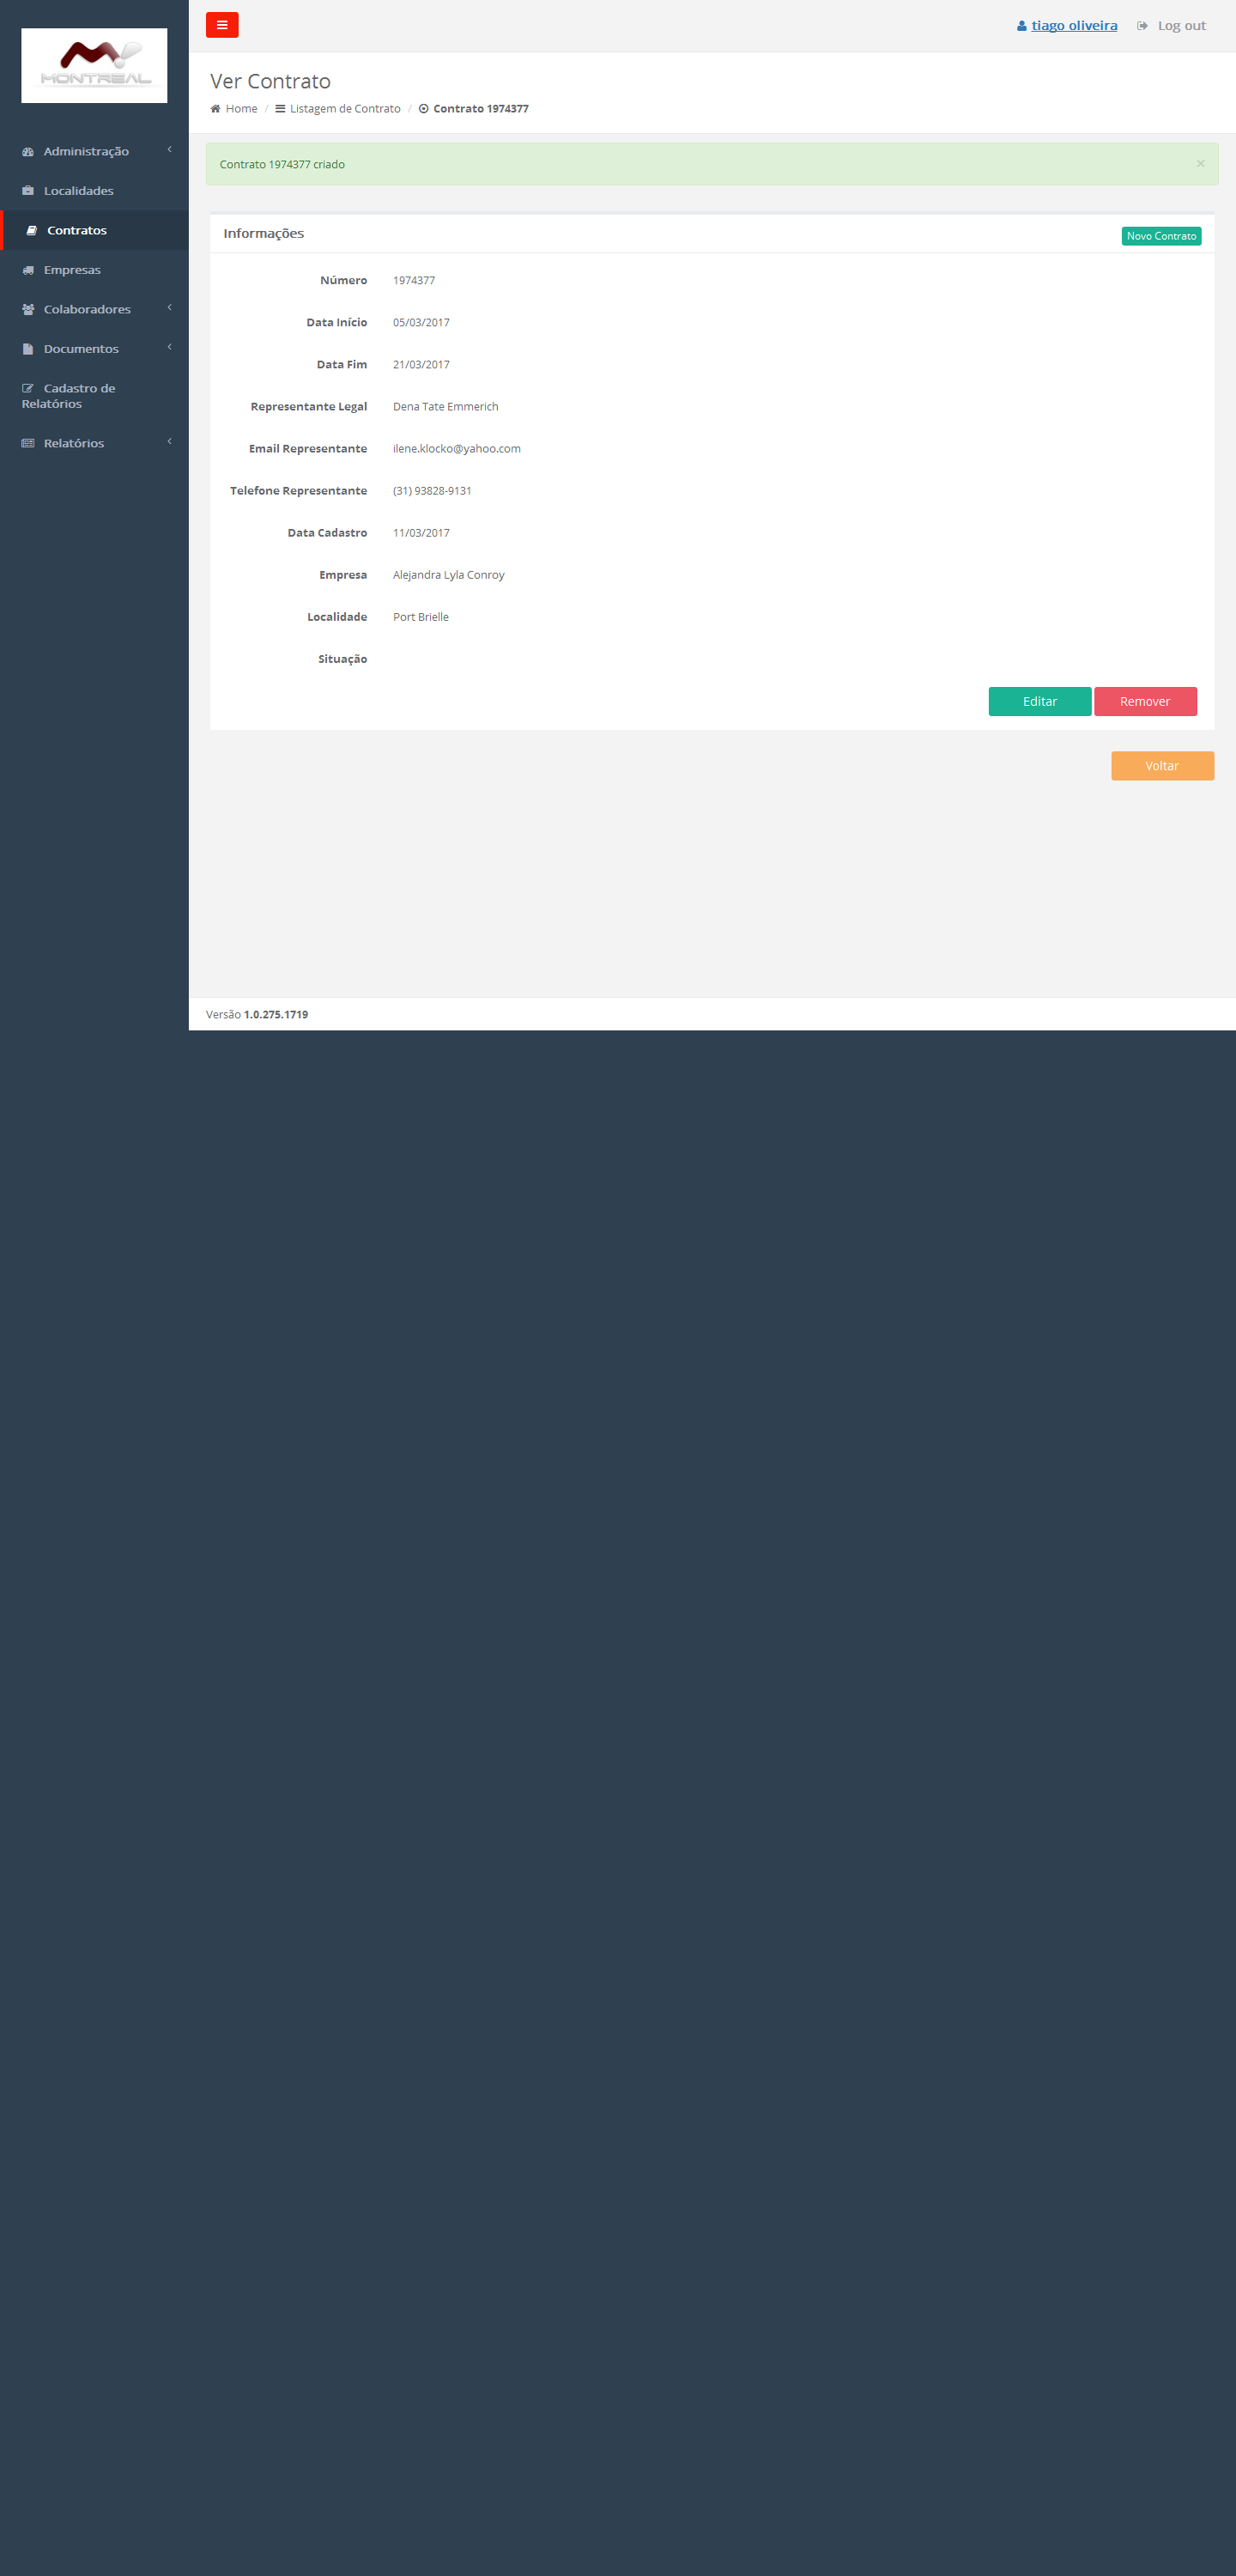 MONTREAL
tiago oliveira Log out
Ver Contrato
Home / Listagem de Contrato / Contrato 1974377
Administração
Localidades
Contratos
Empresas
Colaboradores
Documentos
Cadastro de
Relatórios
Relatórios
Contrato 1974377 criado ×
Informações Novo Contrato
Número 1974377
Data Início 05/03/2017
Data Fim 21/03/2017
Representante Legal Dena Tate Emmerich
Email Representante ilene.klocko@yahoo.com
Telefone Representante (31) 93828-9131
Data Cadastro 11/03/2017
Empresa Alejandra Lyla Conroy
Localidade Port Brielle
Situação
Editar Remover
Voltar
Versão 1.0.275.1719